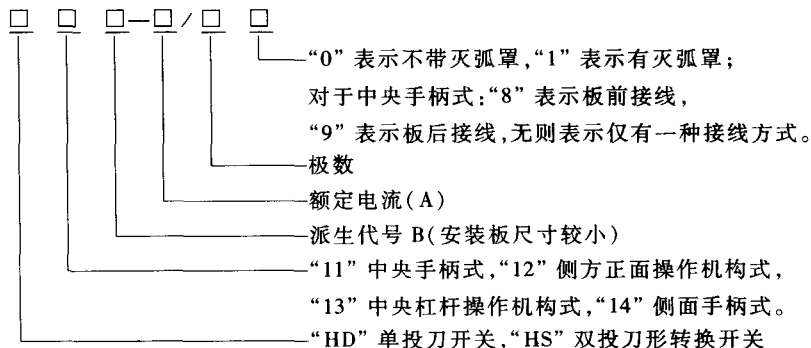 □ □ □—□/□ □
“0”表示不带灭弧罩,“1”表示有灭弧罩;
对于中央手柄式:“8”表示板前接线,
“9”表示板后接线,无则表示仅有一种接线方式。
极数
额定电流(A)
派生代号 B(安装板尺寸较小)
“11”中央手柄式,“12”侧方正面操作机构式,
“13”中央杠杆操作机构式,“14”侧面手柄式。
“HD”单投刀开关,“HS”双投刀形转换开关